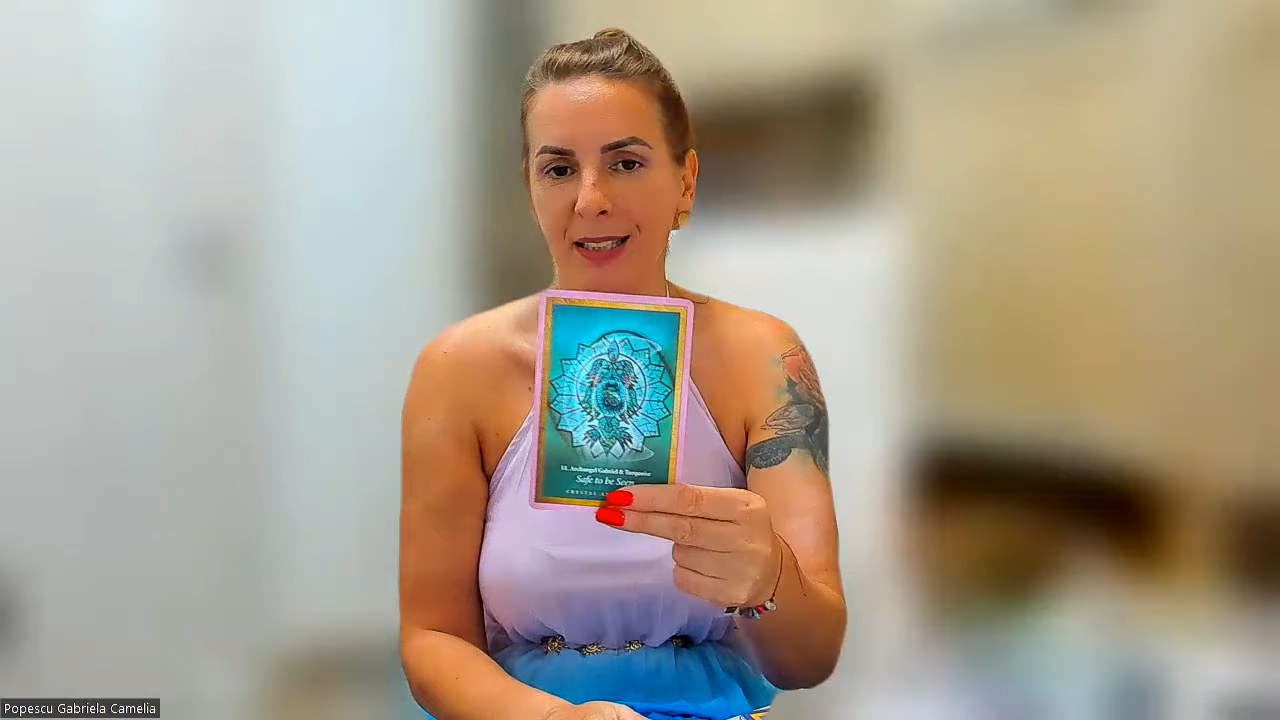 Archangel Gabriel & Turquoise
Safe to be Seen
Popescu Gabriela Camelia